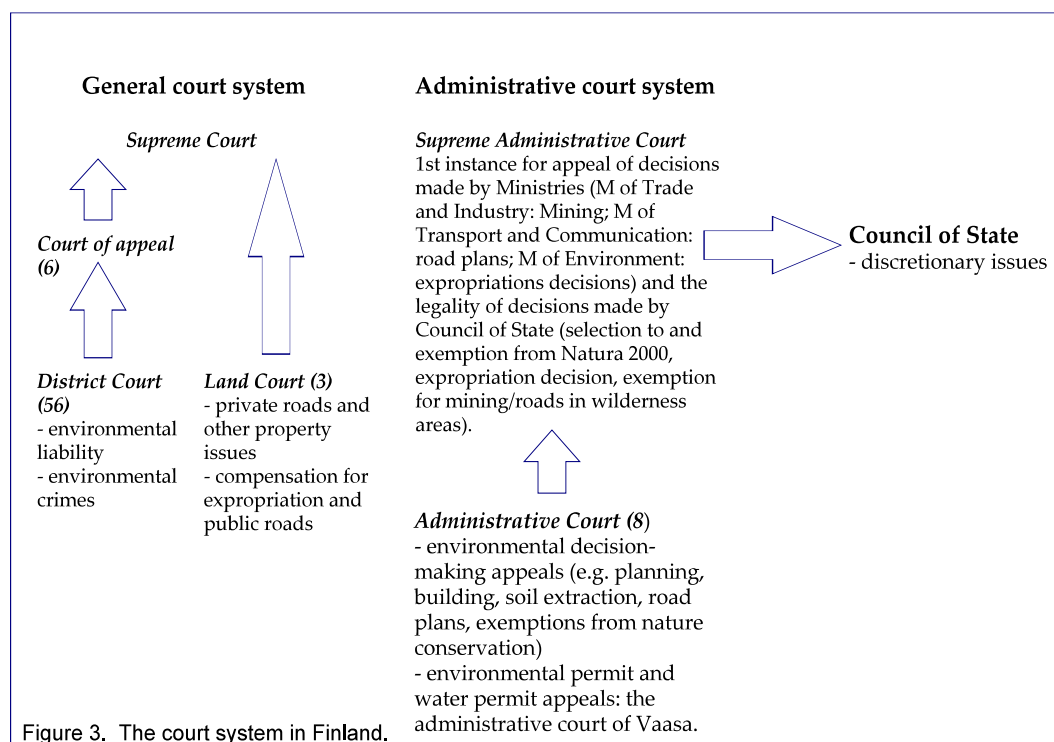 General court system
Supreme Court
Court of appeal
(6)
District Court
(56)
- environmental
liability
- environmental
crimes
Land Court (3)
- private roads and
other property
issues
- compensation for
expropriation and
public roads
Administrative court system
Supreme Administrative Court
1st instance for appeal of decisions
made by Ministries (M of Trade
and Industry: Mining; M of
Transport and Communication:
road plans; M of Environment:
expropriations decisions) and the
legality of decisions made by
Council of State (selection to and
exemption from Natura 2000,
expropriation decision, exemption
for mining/roads in wilderness
areas).
Council of State
- discretionary issues
Administrative Court (8)
- environmental decision-
making appeals (e.g. planning,
building, soil extraction, road
plans, exemptions from nature
conservation)
- environmental permit and
water permit appeals: the
administrative court of Vaasa.
Figure 3. The court system in Finland.